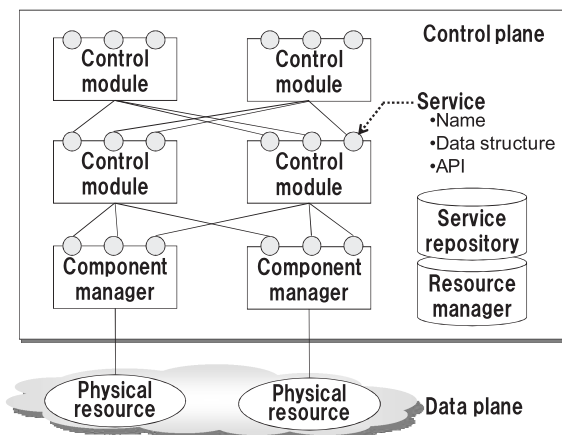 Control plane
Control
module
Control
module
Service
•Name
•Data structure
•API
Control
module
Control
module
Service
repository
Component
manager
Component
manager
Resource
manager
Physical
resource
Physical
resource
Data plane